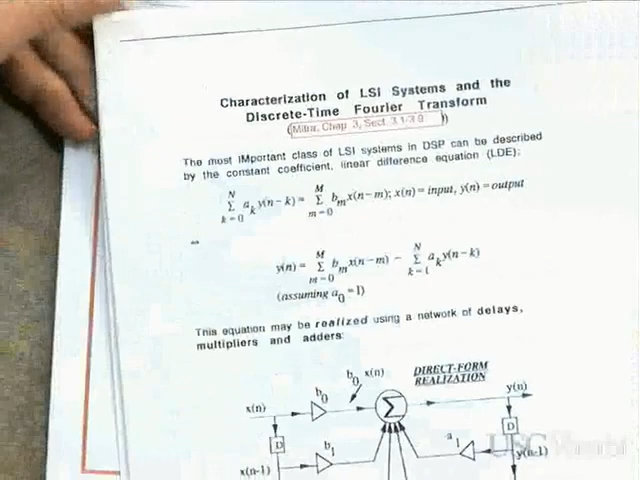 Characterization of LSI Systems and the
Discrete-Time Fourier Transform
(Mitra, Chap 3, Sect. 3.1/3.9)
The most IMportant class of LSI systems in DSP can be described
by the constant coefficient, linear difference equation (LDE);
N Σ k=0 a_k y(n-k) = M Σ m=0 b_m x(n-m); x(n) = input, y(n) = output
⇔
y(n) = M Σ m=0 b_m x(n-m) - N Σ k=1 a_k y(n-k)
(assuming a_0 = 1)
This equation may be realized using a network of delays,
multipliers and adders:
DIRECT-FORM
REALIZATION
b_0 x(n)
b_0
y(n)
x(n)
Σ
D
D
b_1
a_1
y(n-1)
x(n-1)